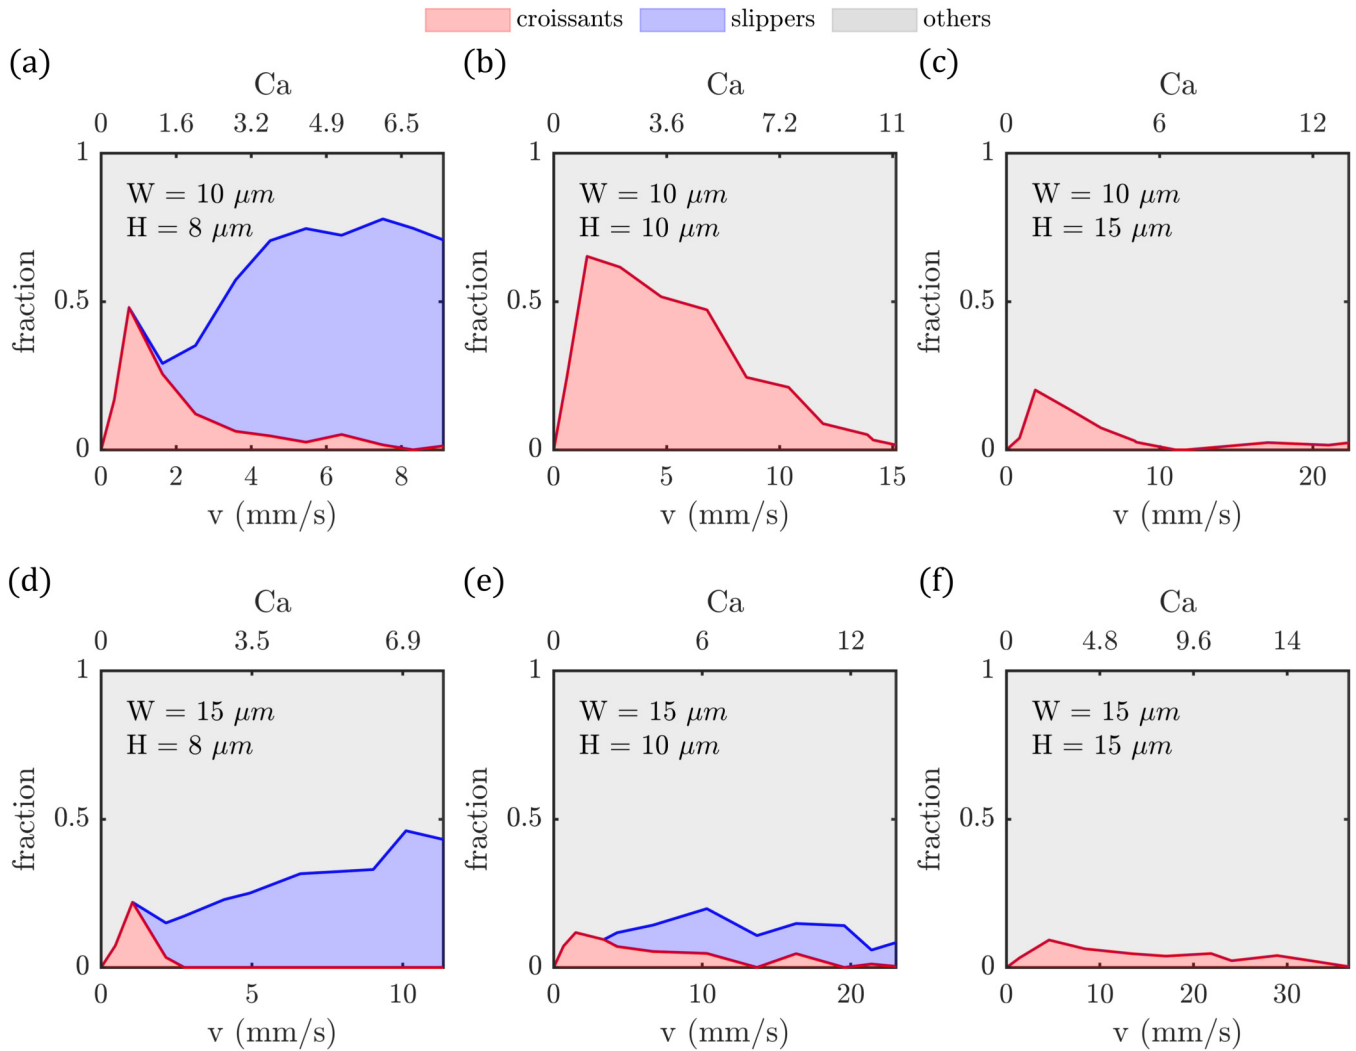 croissants slippers others
(a) (b) (c)
Ca Ca Ca
0 1.6 3.2 4.9 6.5 0 3.6 7.2 11 0 6 12
1 1 1
W = 10 μm W = 10 μm W = 10 μm
H = 8 μm H = 10 μm H = 15 μm
fraction fraction fraction
0.5 0.5 0.5
0 0 0
0 2 4 6 8 0 5 10 15 0 10 20
v (mm/s) v (mm/s) v (mm/s)
(d) (e) (f)
Ca Ca Ca
0 3.5 6.9 0 6 12 0 4.8 9.6 14
1 1 1
W = 15 μm W = 15 μm W = 15 μm
H = 8 μm H = 10 μm H = 15 μm
fraction fraction fraction
0.5 0.5 0.5
0 0 0
0 5 10 0 10 20 0 10 20 30
v (mm/s) v (mm/s) v (mm/s)